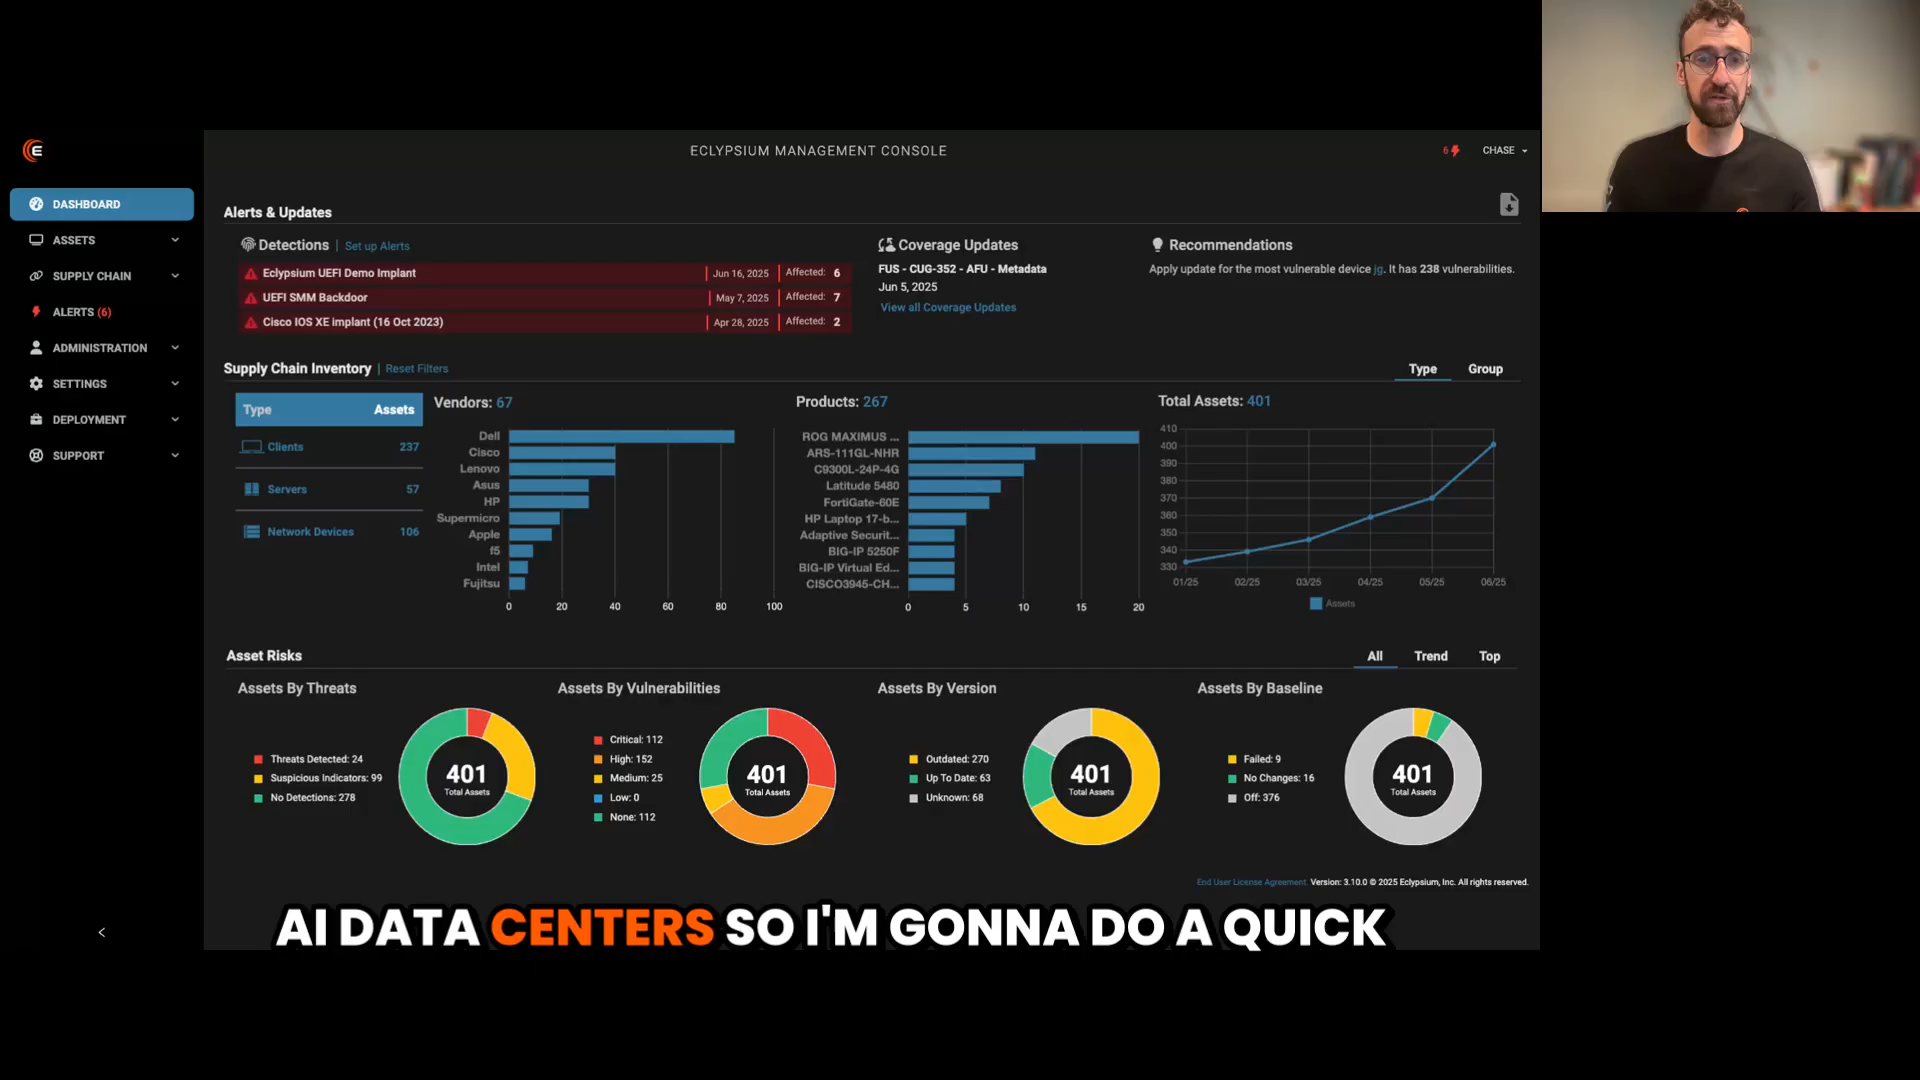 ECLYPSIUM MANAGEMENT CONSOLE
6
CHASE
E
DASHBOARD
ASSETS
SUPPLY CHAIN
ALERTS (6)
ADMINISTRATION
SETTINGS
DEPLOYMENT
SUPPORT
Alerts & Updates
Detections | Set up Alerts
Eclypsium UEFI Demo Implant Jun 16, 2025 Affected: 6
UEFI SMM Backdoor May 7, 2025 Affected: 7
Cisco IOS XE implant (16 Oct 2023) Apr 28, 2025 Affected: 2
Coverage Updates
FUS - CUG-352 - AFU - Metadata
Jun 5, 2025
View all Coverage Updates
Recommendations
Apply update for the most vulnerable device jg. It has 238 vulnerabilities.
Supply Chain Inventory | Reset Filters
Type Group
Type Assets
Clients 237
Servers 57
Network Devices 106
Vendors: 67
Dell
Cisco
Lenovo
Asus
HP
Supermicro
Apple
f5
Intel
Fujitsu
0 20 40 60 80 100
Products: 267
ROG MAXIMUS ...
ARS-111GL-NHR
C9300L-24P-4G
Latitude 5480
FortiGate-60E
HP Laptop 17-b...
Adaptive Securit...
BIG-IP 5250F
BIG-IP Virtual Ed...
CISCO3945-CH...
0 5 10 15 20
Total Assets: 401
410
400
390
380
370
360
350
340
330
01/25 02/25 03/25 04/25 05/25 06/25
Assets
Asset Risks
All Trend Top
Assets By Threats
Threats Detected: 24
Suspicious Indicators: 99
No Detections: 278
401
Total Assets
Assets By Vulnerabilities
Critical: 112
High: 152
Medium: 25
Low: 0
None: 112
401
Total Assets
Assets By Version
Outdated: 270
Up To Date: 63
Unknown: 68
401
Total Assets
Assets By Baseline
Failed: 9
No Changes: 16
Off: 376
401
Total Assets
End User License Agreement Version: 3.10.0 © 2025 Eclypsium, Inc. All rights reserved.
AI DATA CENTERS SO I'M GONNA DO A QUICK